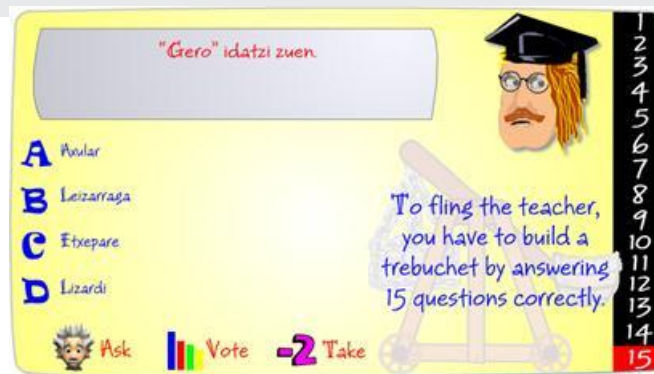 "Gero" idatzi zuen.
A Axular
B Leizarraga
C Etxepare
D Lizardi
To fling the teacher,
you have to build a
trebuchet by answering
15 questions correctly.
Ask Vote -2 Take
1
2
3
4
5
6
7
8
9
10
11
12
13
14
15